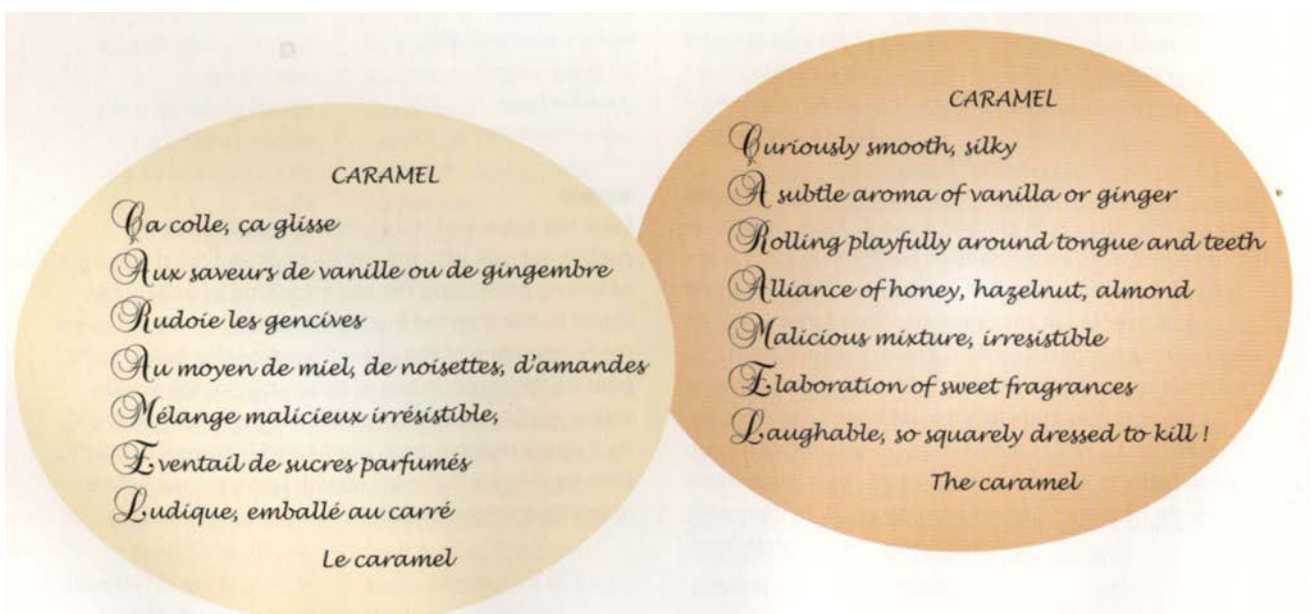 CARAMEL
Ça colle, ça glisse
Aux saveurs de vanille ou de gingembre
Rudoie les gencives
Au moyen de miel, de noisettes, d'amandes
Mélange malicieux irrésistible,
Eventail de sucres parfumés
Ludique, emballé au carré
Le caramel
CARAMEL
Curiously smooth, silky
A subtle aroma of vanilla or ginger
Rolling playfully around tongue and teeth
Alliance of honey, hazelnut, almond
Malicious mixture, irresistible
Elaboration of sweet fragrances
Laughable, so squarely dressed to kill !
The caramel